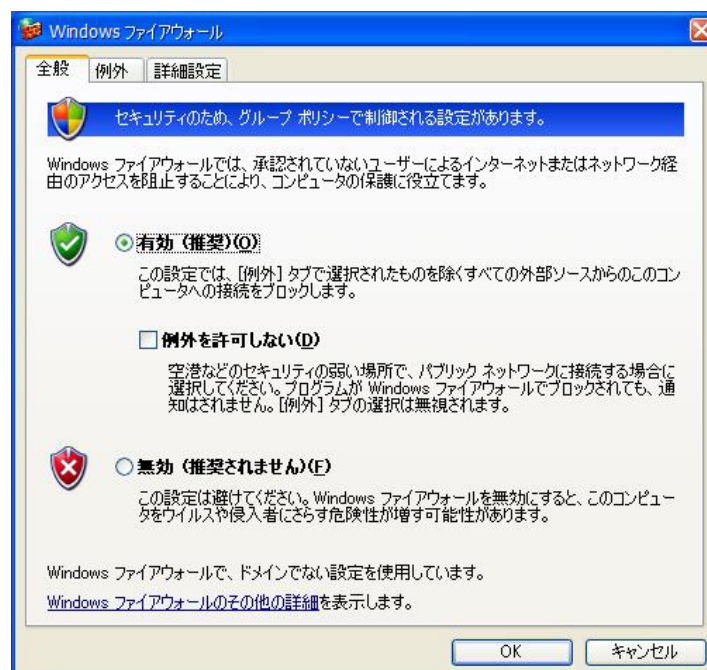 Windows ファイアウォール
全般 例外 詳細設定
セキュリティのため、グループ ポリシーで制御される設定があります。
Windows ファイアウォールでは、承認されていないユーザーによるインターネットまたはネットワーク経
由のアクセスを阻止することにより、コンピュータの保護に役立てます。
有効 (推奨)(O)
この設定では、[例外] タブで選択されたものを除くすべての外部ソースからのこのコン
ピュータへの接続をブロックします。
例外を許可しない(D)
空港などのセキュリティの弱い場所で、パブリック ネットワークに接続する場合に
選択してください。プログラムが Windows ファイアウォールでブロックされても、通
知はされません。[例外] タブの選択は無視されます。
無効 (推奨されません)(F)
この設定は避けてください。Windows ファイアウォールを無効にすると、このコンピュー
タをウイルスや侵入者にさらす危険性が増す可能性があります。
Windows ファイアウォールで、ドメインでない設定を使用しています。
Windows ファイアウォールのその他の詳細を表示します。
OK キャンセル